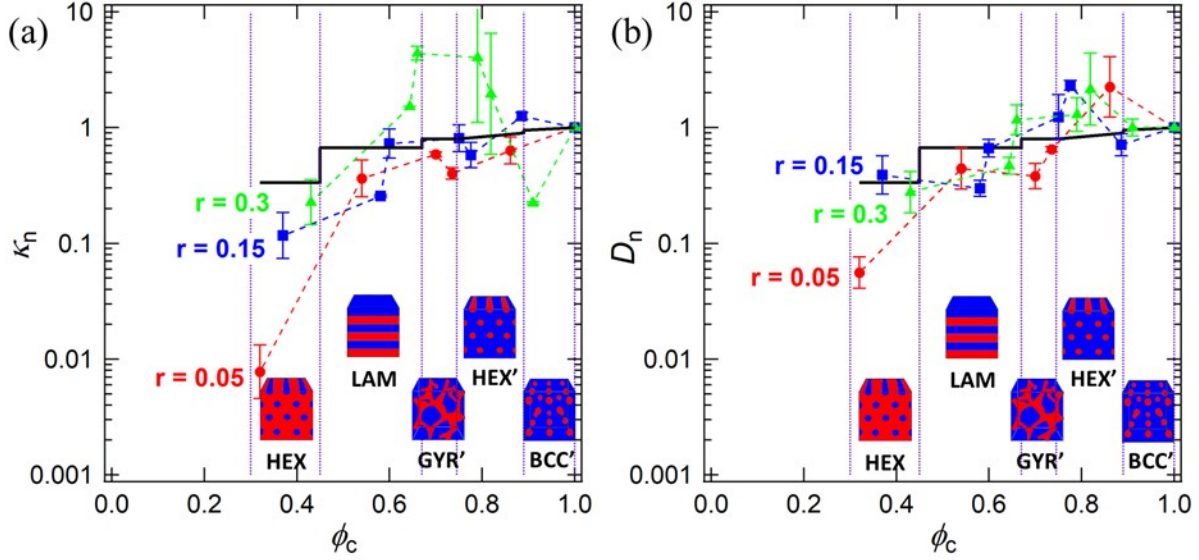 (a)
10
1
0.1
0.01
0.001
κn
r = 0.3
r = 0.15
r = 0.05
LAM
HEX'
HEX
GYR'
BCC'
0.0
0.2
0.4
0.6
0.8
1.0
ϕc
(b)
10
1
0.1
0.01
0.001
Dn
r = 0.15
r = 0.3
r = 0.05
LAM
HEX'
HEX
GYR'
BCC'
0.0
0.2
0.4
0.6
0.8
1.0
ϕc